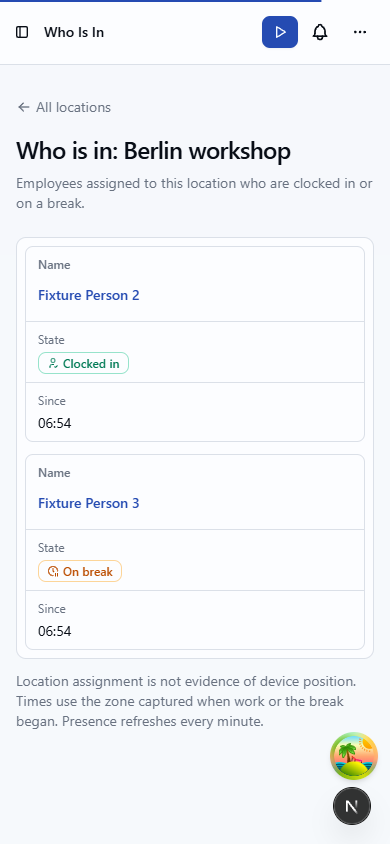 Who Is In
All locations
Who is in: Berlin workshop
Employees assigned to this location who are clocked in or
on a break.
Name
Fixture Person 2
State
Clocked in
Since
06:54
Name
Fixture Person 3
State
On break
Since
06:54
Location assignment is not evidence of device position.
Times use the zone captured when work or the break
began. Presence refreshes every minute.
N